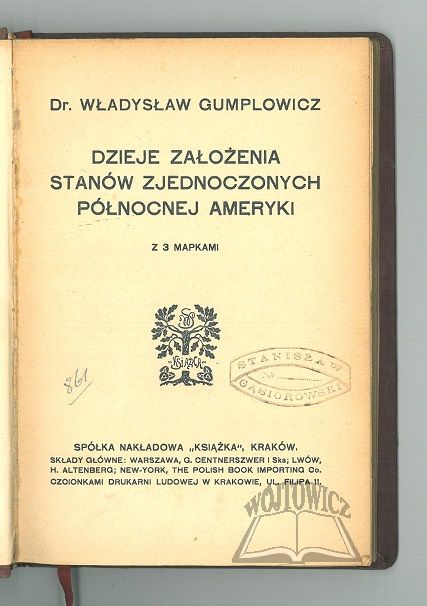 Dr. WŁADYSŁAW GUMPLOWICZ
DZIEJE ZAŁOŻENIA
STANÓW ZJEDNOCZONYCH
PÓŁNOCNEJ AMERYKI
Z 3 MAPKAMI
"KSIĄŻKA"
861
STANISŁAW
No
GĄSIOROWSKI
SPÓŁKA NAKŁADOWA „KSIĄŻKA", KRAKÓW.
SKŁADY GŁÓWNE: WARSZAWA, G. CENTNERSZWER i Ska; LWÓW,
H. ALTENBERG; NEW-YORK, THE POLISH BOOK IMPORTING Co.
CZCIONKAMI DRUKARNI LUDOWEJ W KRAKOWIE, UL. FILIPA 11.
WÓJTOWICZ